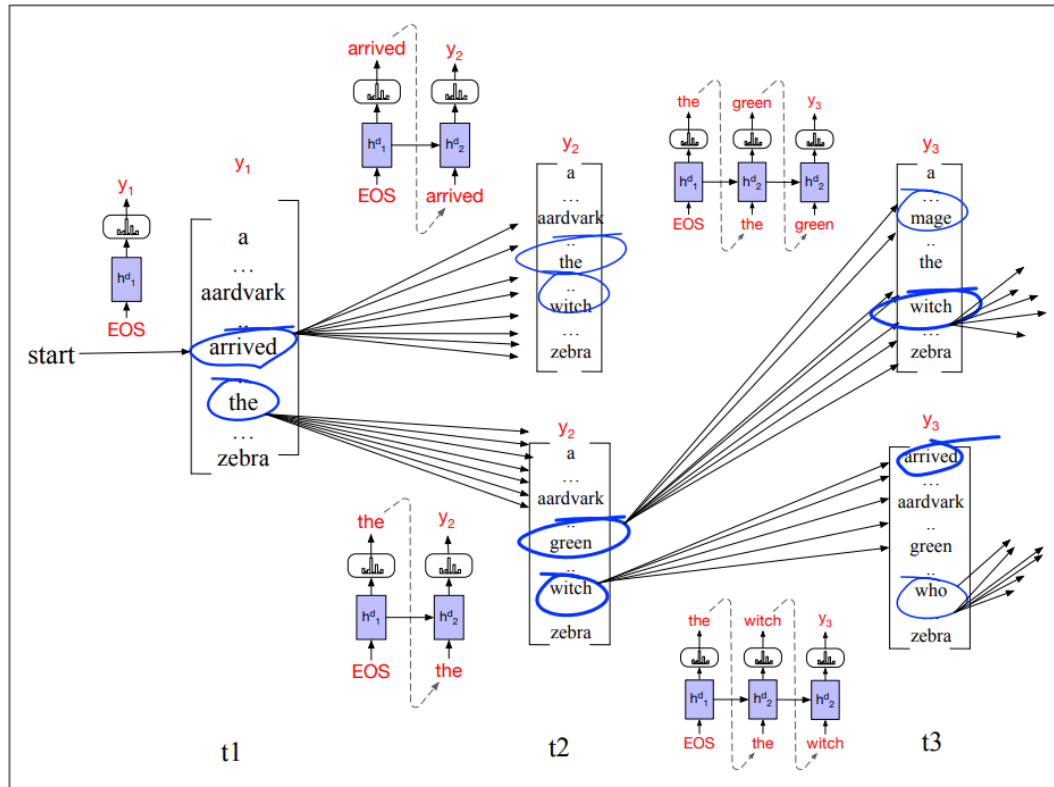 arrived y2
hd1 hd2
EOS arrived
y1
hd1
EOS
start
y1
a
...
aardvark
..
arrived
..
the
...
zebra
y2
a
...
aardvark
..
the
..
witch
...
zebra
the green y3
hd1 hd2 hd2
EOS the green
y3
a
...
mage
..
the
..
witch
...
zebra
the y2
hd1 hd2
EOS the
y2
a
...
aardvark
..
green
..
witch
...
zebra
the witch y3
hd1 hd2 hd2
EOS the witch
y3
arrived
...
aardvark
..
green
..
who
...
zebra
t1 t2 t3